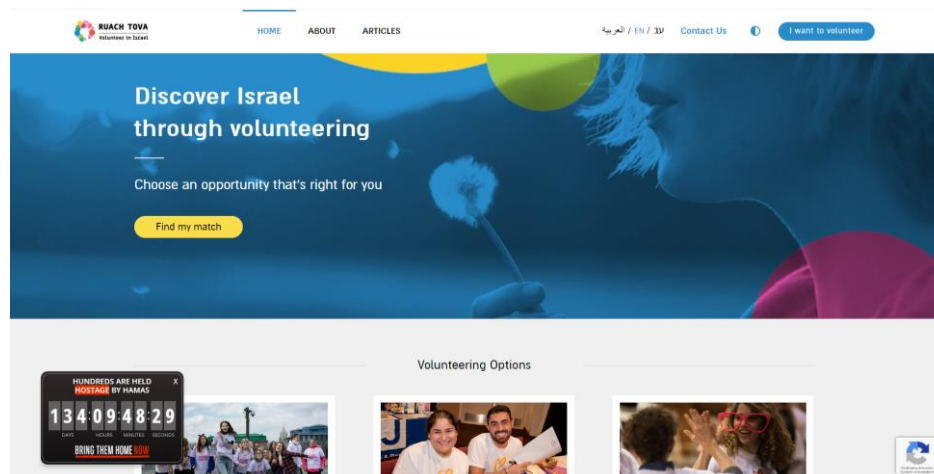 RUACH TOVA
Volunteer in Israel
HOME
ABOUT
ARTICLES
עב / EN / العربية
Contact Us
I want to volunteer
Discover Israel
through volunteering
Choose an opportunity that's right for you
Find my match
Volunteering Options
HUNDREDS ARE HELD
X
HOSTAGE BY HAMAS
134:09:48:29
DAYS HOURS MINUTES SECONDS
BRING THEM HOME NOW